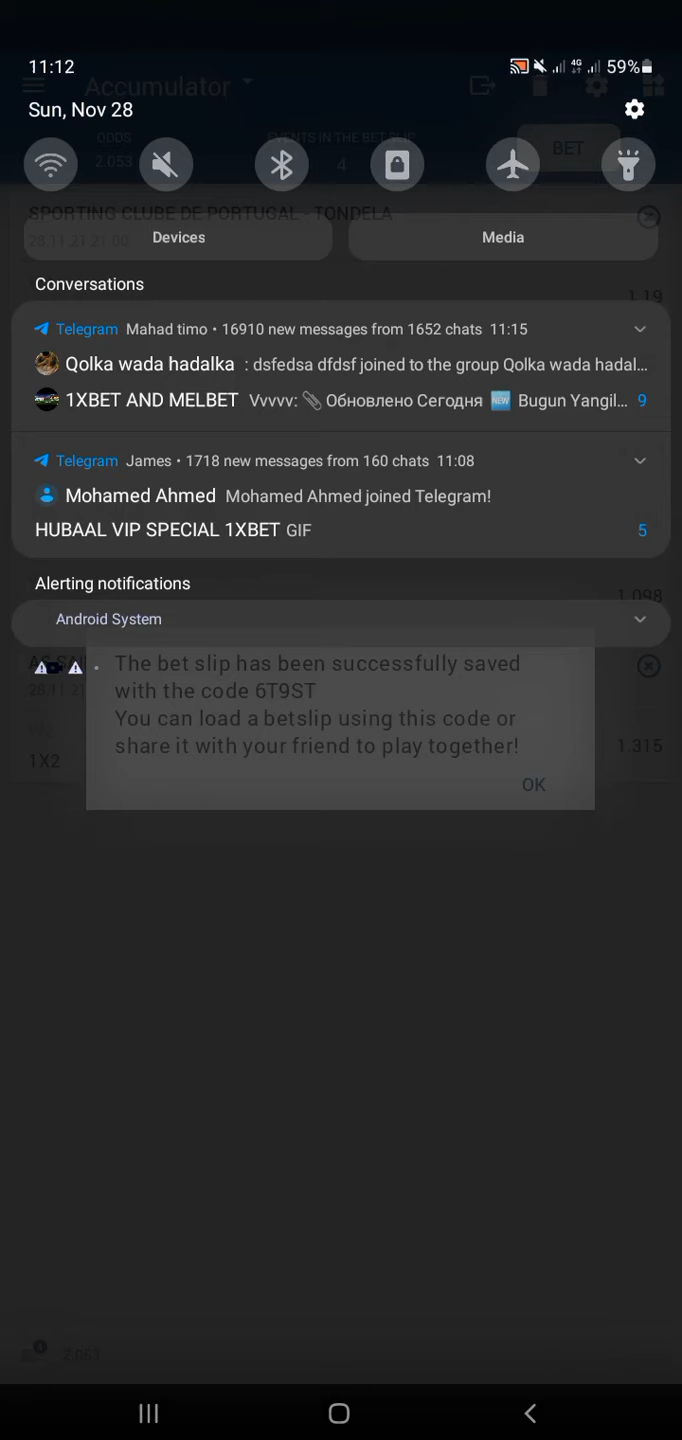 11:12
4G
59%
Accumulator
Sun, Nov 28
ODDS
EVENTS IN THE BET SLIP
BET
2.053
4
SPORTING CLUBE DE PORTUGAL - TONDELA
28.11.21 21:00
Devices
Media
Conversations
1.19
Telegram Mahad timo • 16910 new messages from 1652 chats 11:15
Qolka wada hadalka : dsfedsa dfdsf joined to the group Qolka wada hadal...
1XBET AND MELBET Vvvvv: 📎 Обновлено Сегодня 🆕 Bugun Yangil... 9
Telegram James • 1718 new messages from 160 chats 11:08
Mohamed Ahmed Mohamed Ahmed joined Telegram!
HUBAAL VIP SPECIAL 1XBET GIF 5
Alerting notifications
1.098
Android System
The bet slip has been successfully saved
with the code 6T9ST
28.11.21
You can load a betslip using this code or
share it with your friend to play together!
1X2
1.315
OK
2.053